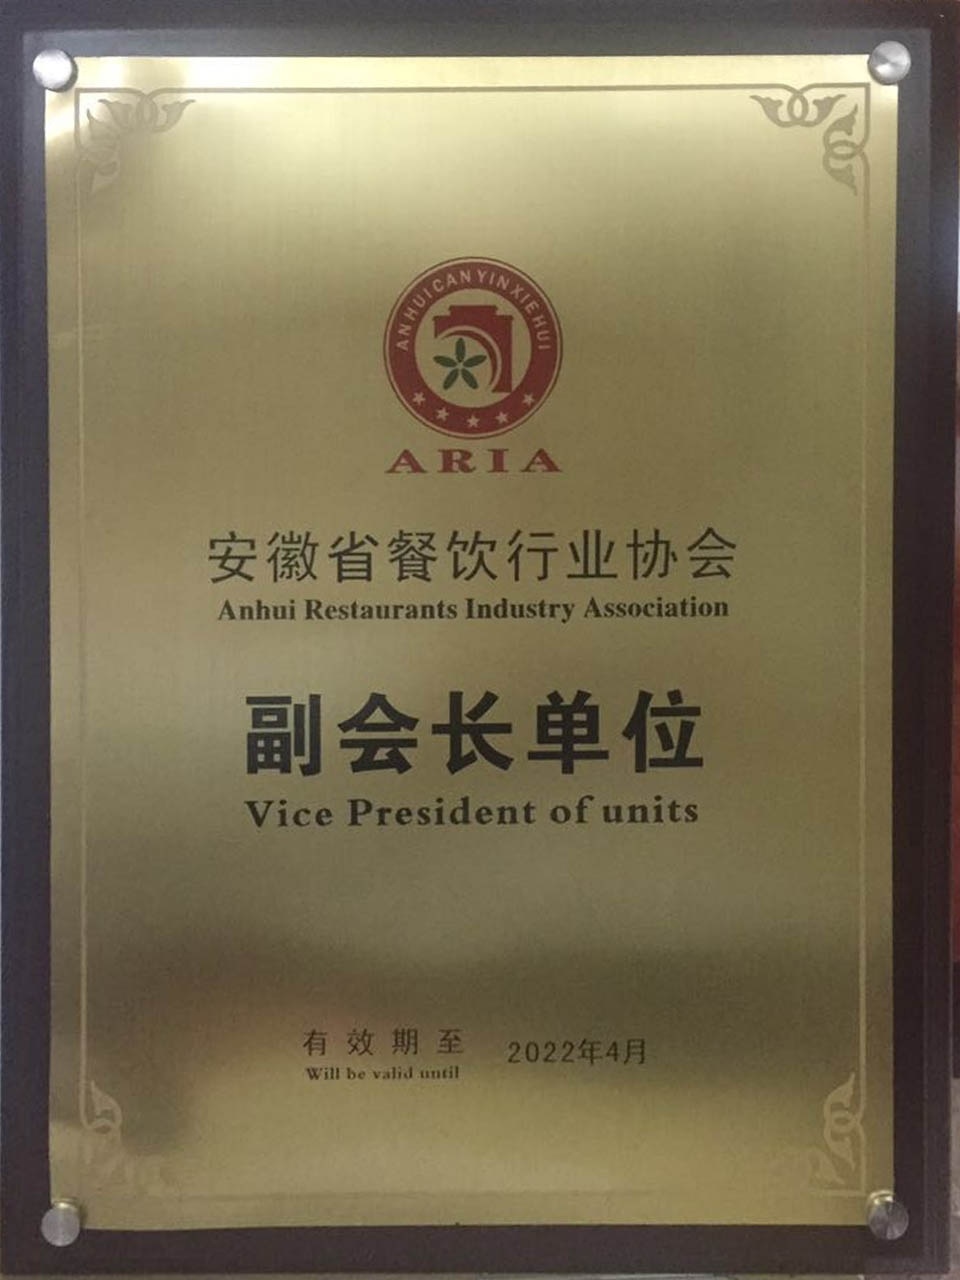 ANHUICANYINXIEHUI
ARIA
安徽省餐饮行业协会
Anhui Restaurants Industry Association
副会长单位
Vice President of units
有效期至 2022年4月
Will be valid until